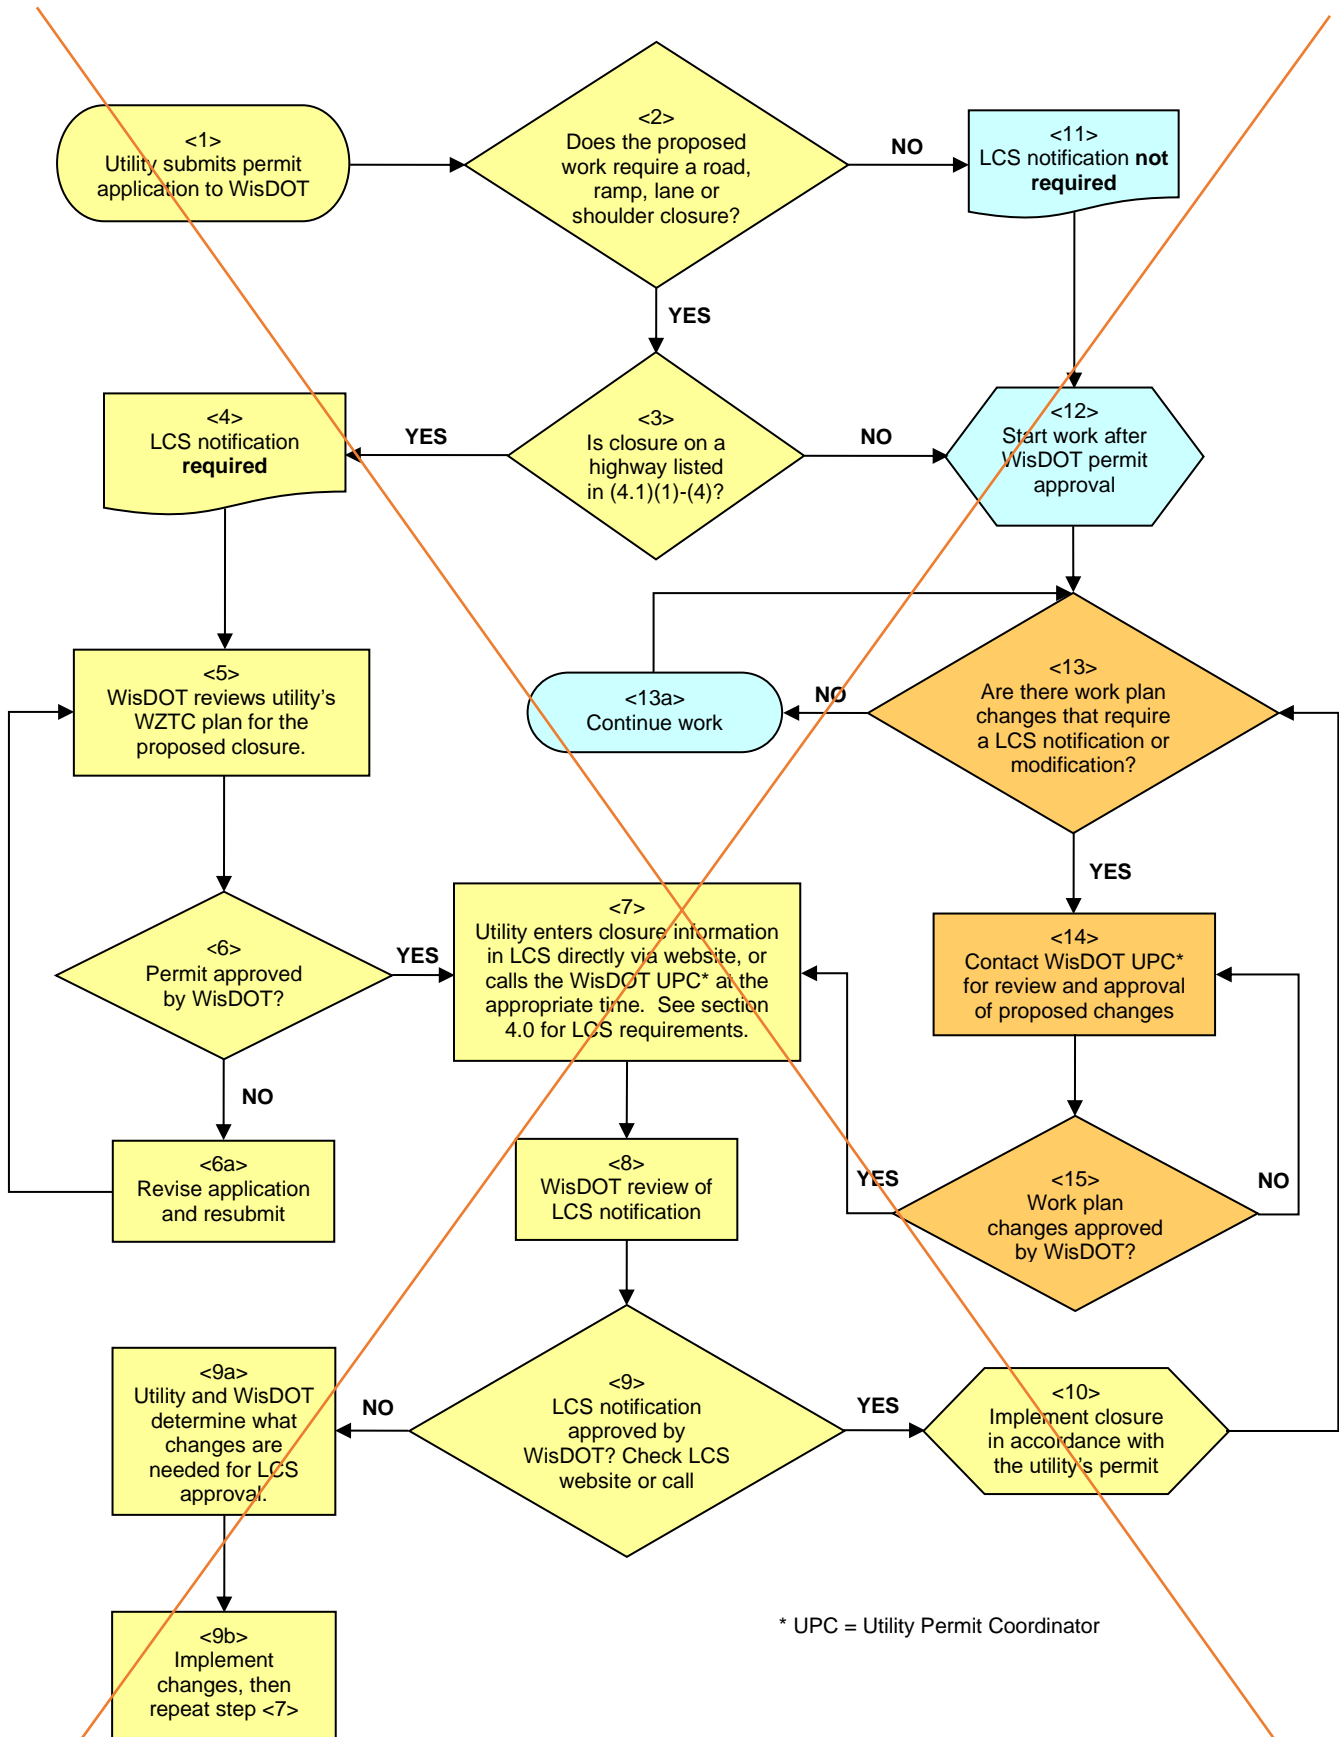 <1>
Utility submits permit
application to WisDOT
<2>
Does the proposed
work require a road,
ramp, lane or
shoulder closure?
NO
<11>
LCS notification not
required
YES
<3>
Is closure on a
highway listed
in (4.1)(1)-(4)?
YES
NO
<4>
LCS notification
required
<12>
Start work after
WisDOT permit
approval
<5>
WisDOT reviews utility's
WZTC plan for the
proposed closure.
<13a>
Continue work
NO
<13>
Are there work plan
changes that require
a LCS notification or
modification?
YES
<6>
Permit approved
by WisDOT?
YES
NO
<7>
Utility enters closure information
in LCS directly via website, or
calls the WisDOT UPC* at the
appropriate time.  See section
4.0 for LCS requirements.
<14>
Contact WisDOT UPC*
for review and approval
of proposed changes
<6a>
Revise application
and resubmit
<8>
WisDOT review of
LCS notification
YES
<15>
Work plan
changes approved
by WisDOT?
NO
<9a>
Utility and WisDOT
determine what
changes are
needed for LCS
approval.
NO
<9>
LCS notification
approved by
WisDOT? Check LCS
website or call
YES
<10>
Implement closure
in accordance with
the utility's permit
<9b>
Implement
changes, then
repeat step <7>
* UPC = Utility Permit Coordinator